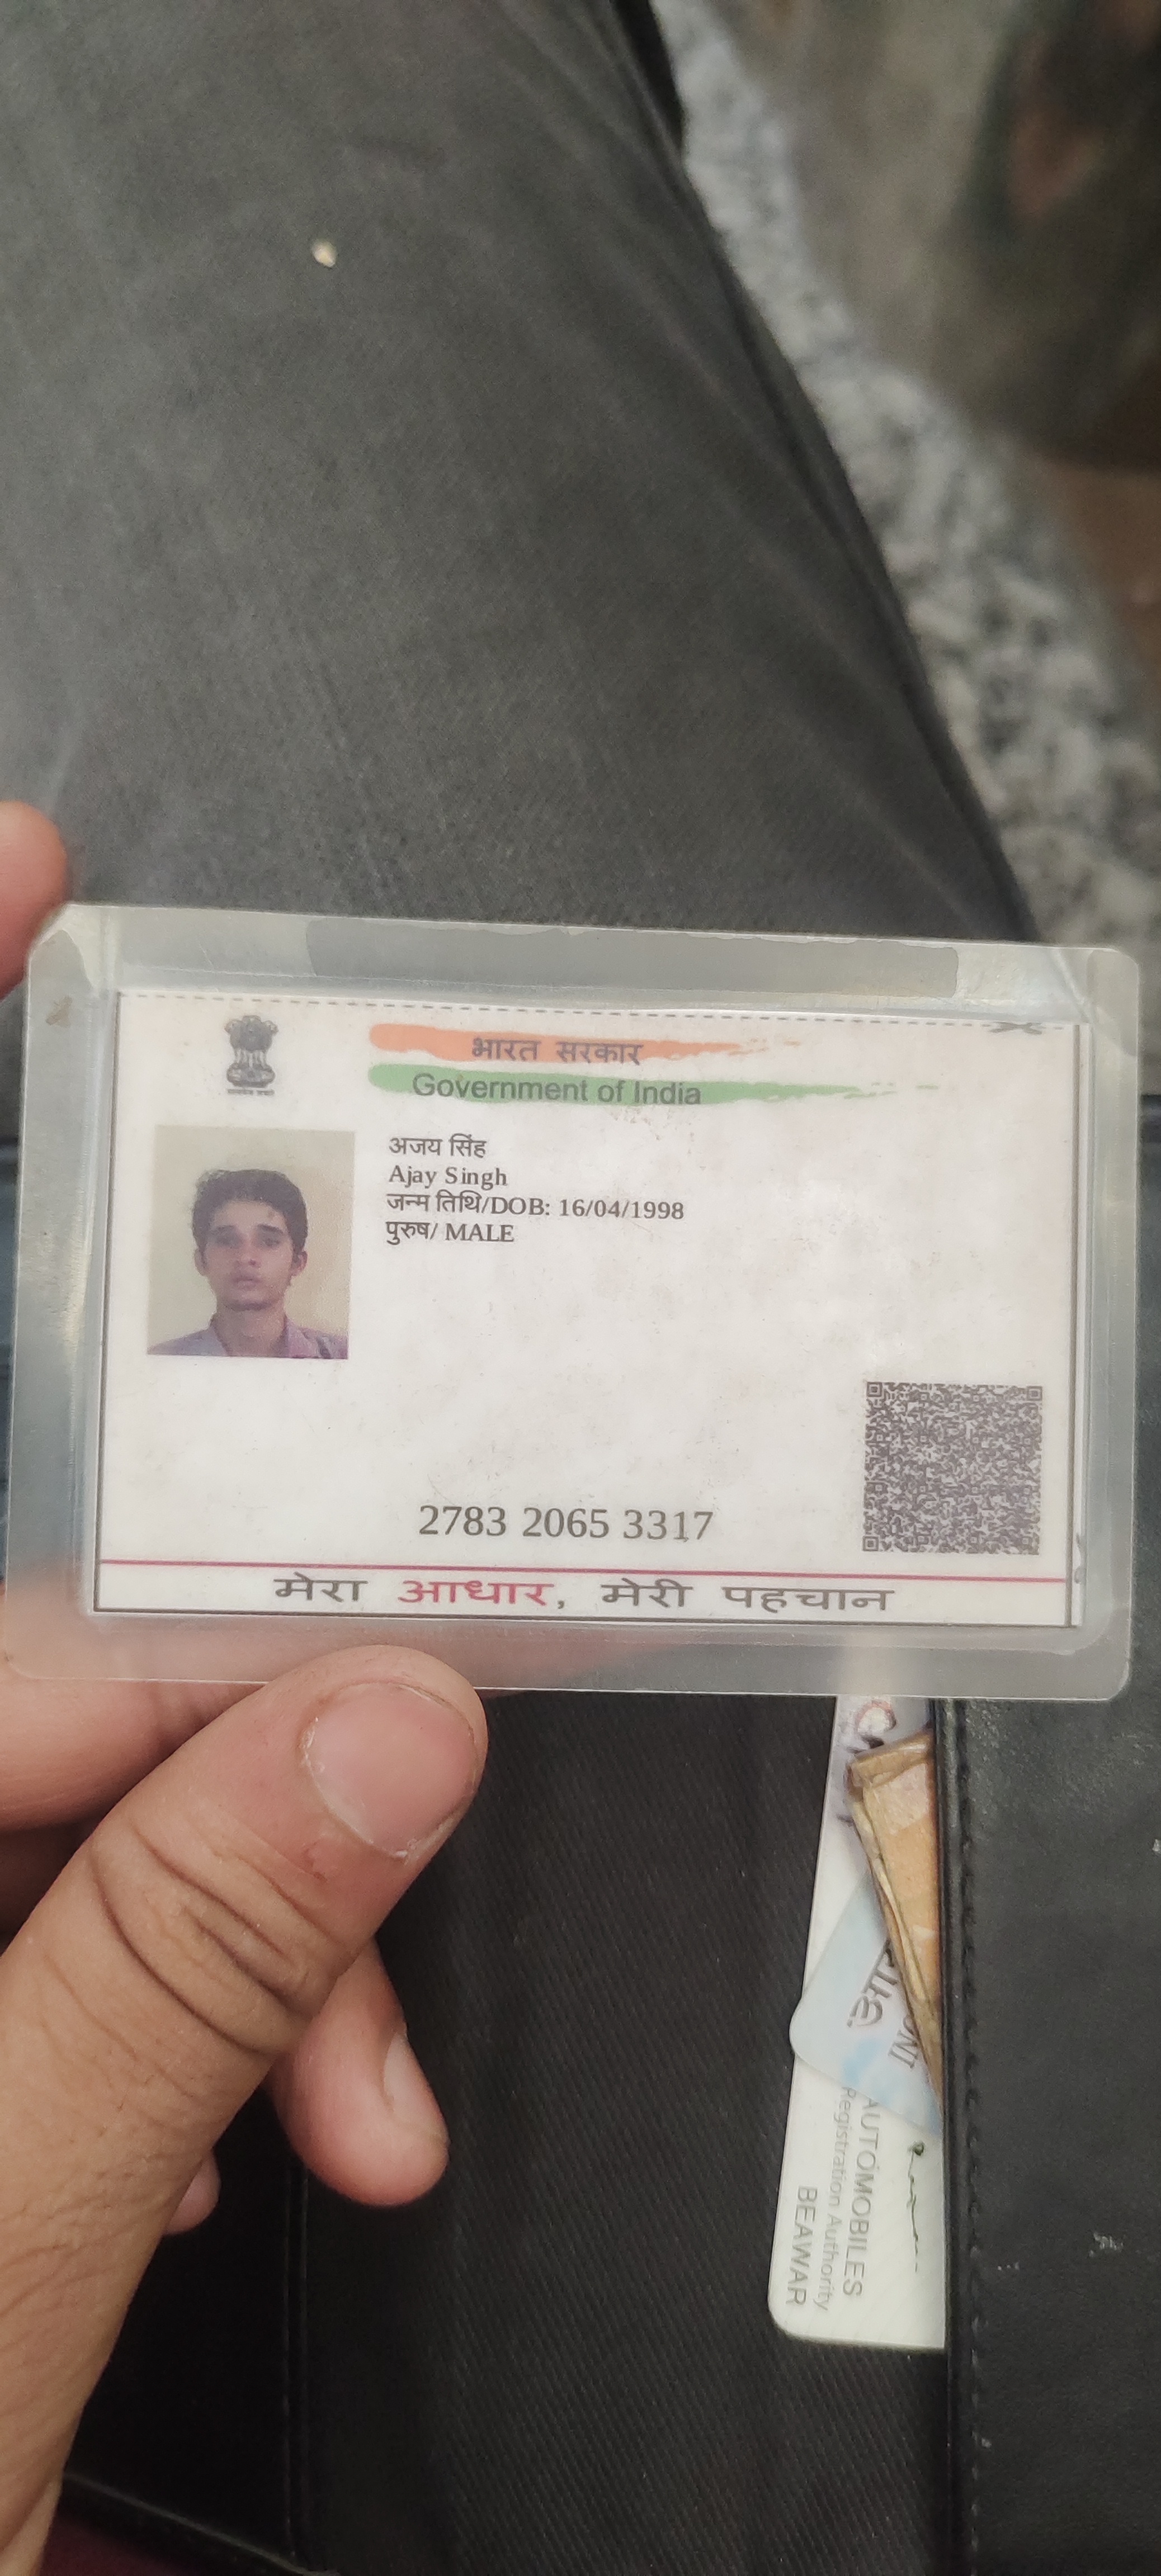 भारत सरकार
Government of India
अजय सिंह
Ajay Singh
जन्म तिथि/DOB: 16/04/1998
पुरुष/ MALE
2783 2065 3317
मेरा आधार, मेरी पहचान
AUTOMOBILES
Registration Authority
BEAWAR